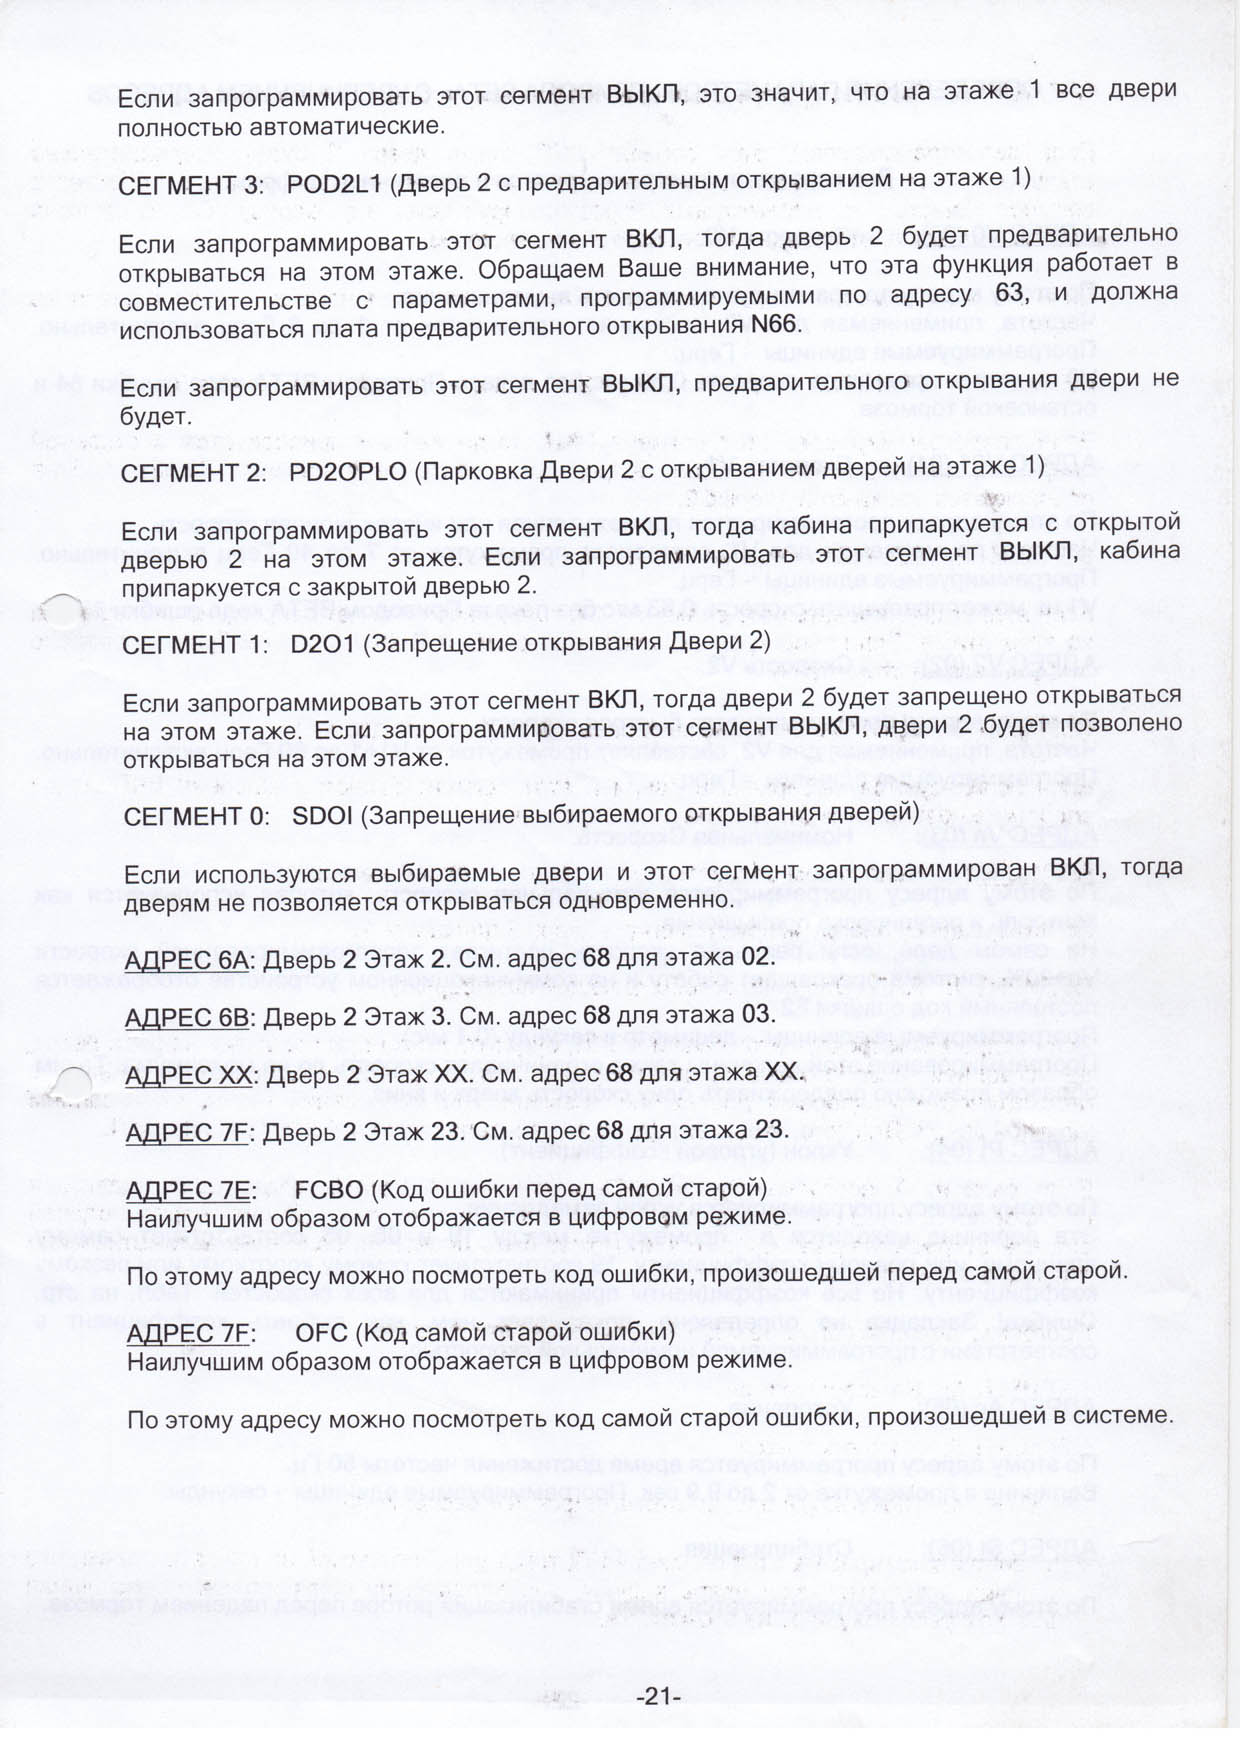 Если запрограммировать этот сегмент ВЫКЛ, это значит, что на этаже 1 все двери
полностью автоматические.
СЕГМЕНТ 3: POD2L1 (Дверь 2 с предварительным открыванием на этаже 1)
Если запрограммировать этот сегмент ВКЛ, тогда дверь 2 будет предварительно
открываться на этом этаже. Обращаем Ваше внимание, что эта функция работает в
совместительстве с параметрами, программируемыми по адресу 63, и должна
использоваться плата предварительного открывания N66.
Если запрограммировать этот сегмент ВЫКЛ, предварительного открывания двери не
будет.
СЕГМЕНТ 2: PD2OPLO (Парковка Двери 2 с открыванием дверей на этаже 1)
Если запрограммировать этот сегмент ВКЛ, тогда кабина припаркуется с открытой
дверью 2 на этом этаже. Если запрограммировать этот сегмент ВЫКЛ, кабина
припаркуется с закрытой дверью 2.
СЕГМЕНТ 1: D2O1 (Запрещение открывания Двери 2)
Если запрограммировать этот сегмент ВКЛ, тогда двери 2 будет запрещено открываться
на этом этаже. Если запрограммировать этот сегмент ВЫКЛ, двери 2 будет позволено
открываться на этом этаже.
СЕГМЕНТ 0: SDOI (Запрещение выбираемого открывания дверей)
Если используются выбираемые двери и этот сегмент запрограммирован ВКЛ, тогда
дверям не позволяется открываться одновременно.
АДРЕС 6А: Дверь 2 Этаж 2. См. адрес 68 для этажа 02.
АДРЕС 6В: Дверь 2 Этаж 3. См. адрес 68 для этажа 03.
АДРЕС ХХ: Дверь 2 Этаж ХХ. См. адрес 68 для этажа ХХ.
АДРЕС 7F: Дверь 2 Этаж 23. См. адрес 68 для этажа 23.
АДРЕС 7Е: FCBO (Код ошибки перед самой старой)
Наилучшим образом отображается в цифровом режиме.
По этому адресу можно посмотреть код ошибки, произошедшей перед самой старой.
АДРЕС 7F: OFC (Код самой старой ошибки)
Наилучшим образом отображается в цифровом режиме.
По этому адресу можно посмотреть код самой старой ошибки, произошедшей в системе.
-21-